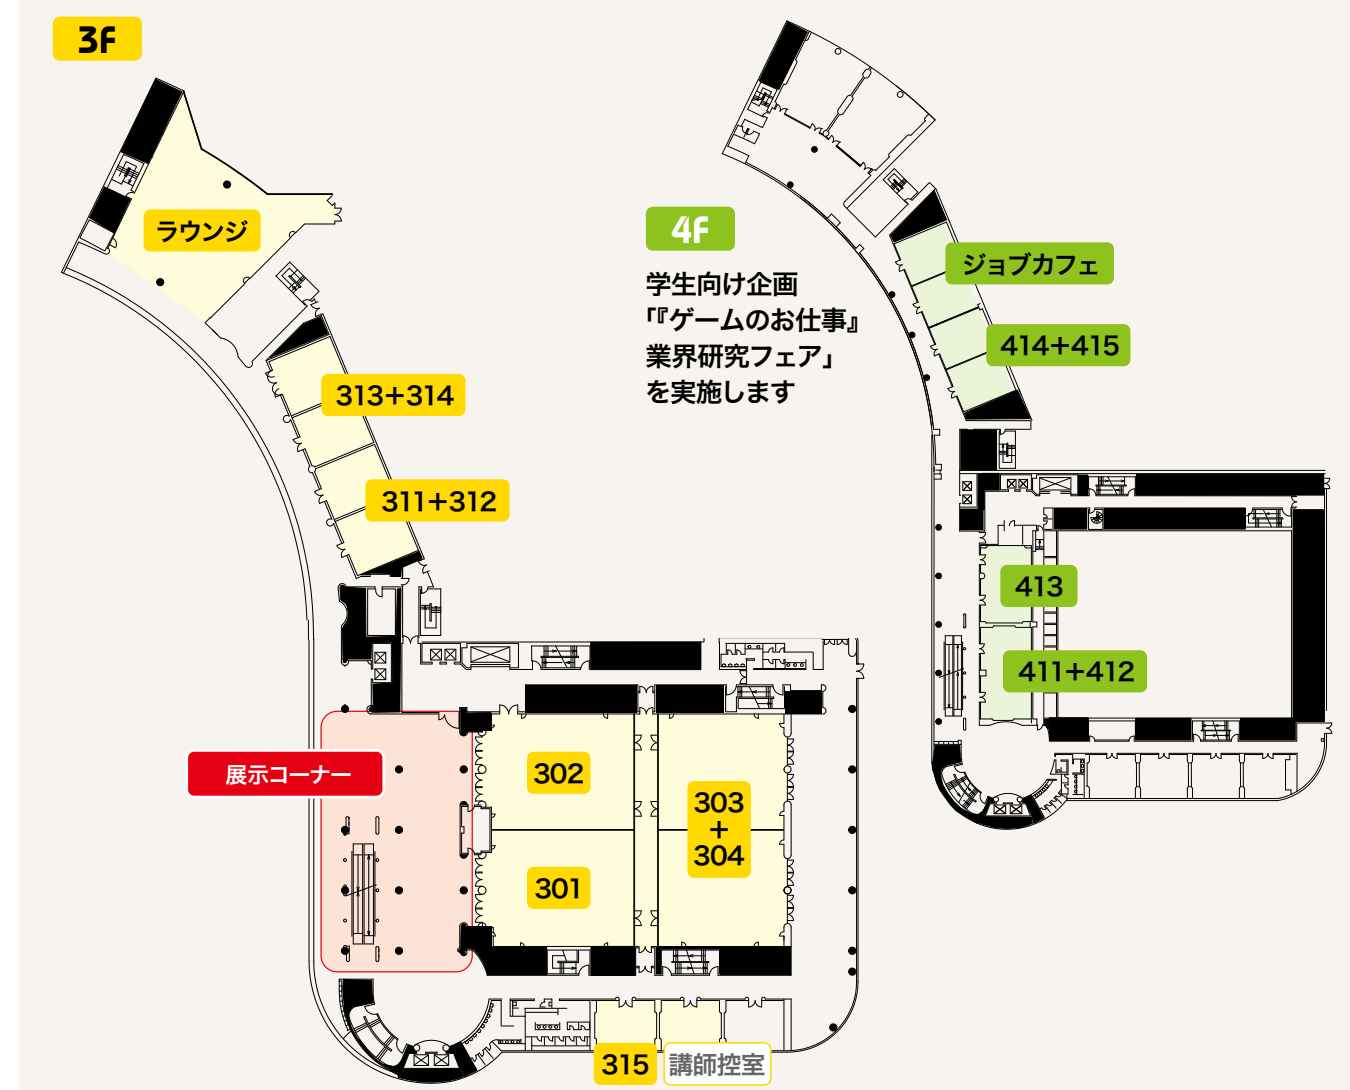 3F
ラウンジ
313+314
311+312
展示コーナー
302
301
303
+
304
315
講師控室
4F
学生向け企画
「『ゲームのお仕事』
業界研究フェア」
を実施します
ジョブカフェ
414+415
413
411+412